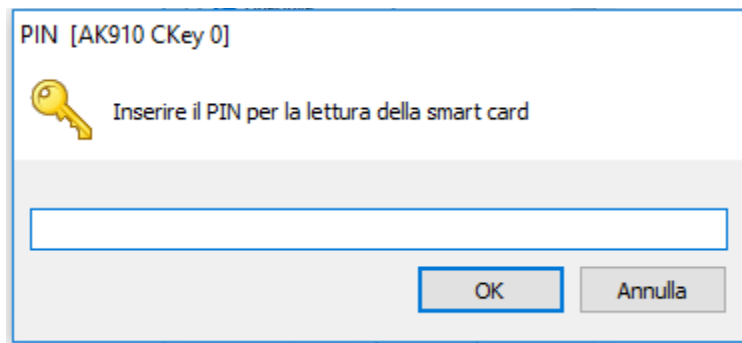 PIN [AK910 CKey 0]
Inserire il PIN per la lettura della smart card
OK
Annulla